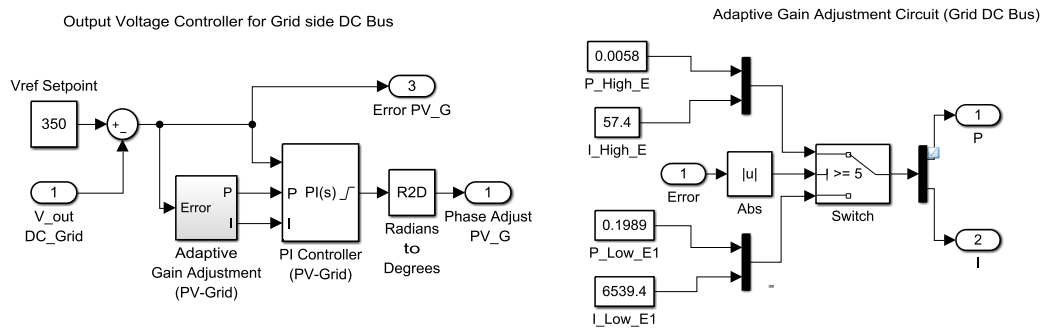 Output Voltage Controller for Grid side DC Bus
Vref Setpoint
350
+
_
1
V_out
DC_Grid
Error
P
I
Adaptive
Gain Adjustment
(PV-Grid)
3
Error PV_G
P
I
PI(s)
PI Controller
(PV-Grid)
R2D
Radians
to
Degrees
1
Phase Adjust
PV_G
Adaptive Gain Adjustment Circuit (Grid DC Bus)
0.0058
P_High_E
57.4
I_High_E
1
Error
|u|
Abs
>= 5
Switch
0.1989
P_Low_E1
6539.4
I_Low_E1
1
P
2
I